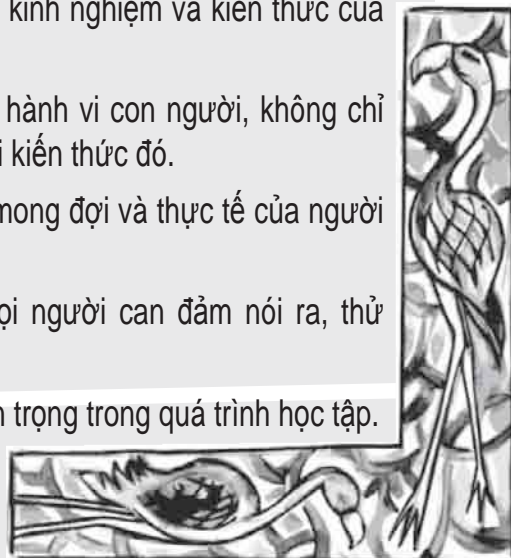 kinh nghiệm và kiến thức của
hành vi con người, không chỉ
kiến thức đó.
mong đợi và thực tế của người
người can đảm nói ra, thử
trọng trong quá trình học tập.